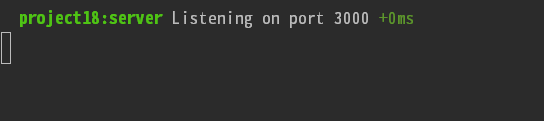 project18:server Listening on port 3000 +0ms